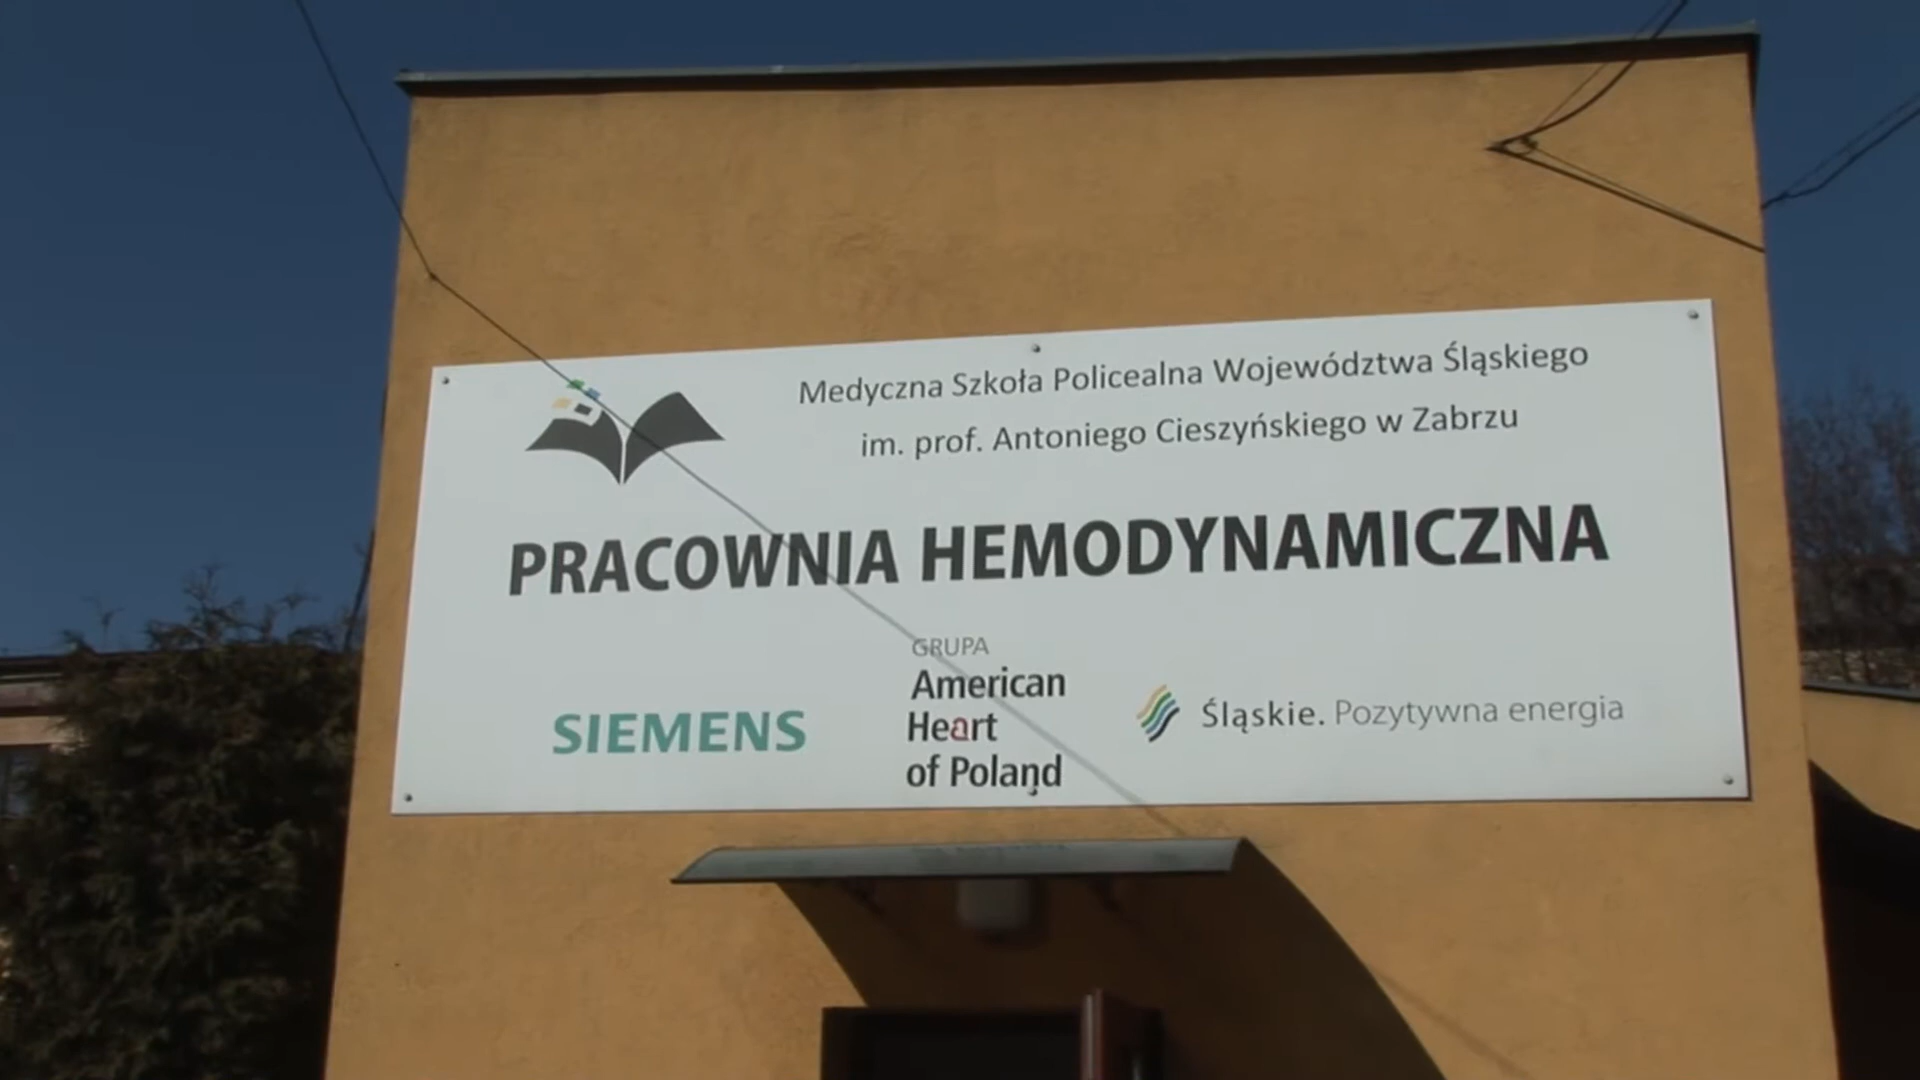 Medyczna Szkoła Policealna Województwa Śląskiego
im. prof. Antoniego Cieszyńskiego w Zabrzu
PRACOWNIA HEMODYNAMICZNA
SIEMENS
GRUPA
American
Heart
of Poland
Śląskie. Pozytywna energia